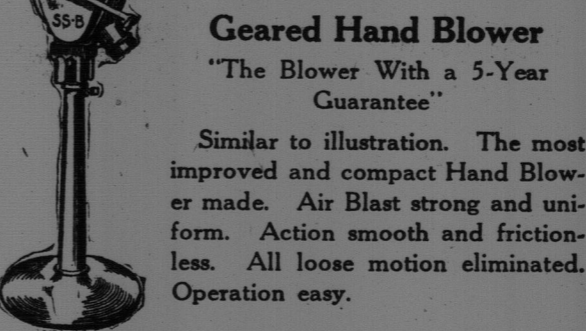 SS-B
Geared Hand Blower
"The Blower With a 5-Year
Guarantee"
Similar to illustration. The most
improved and compact Hand Blow-
er made. Air Blast strong and uni-
form. Action smooth and friction-
less. All loose motion eliminated.
Operation easy.